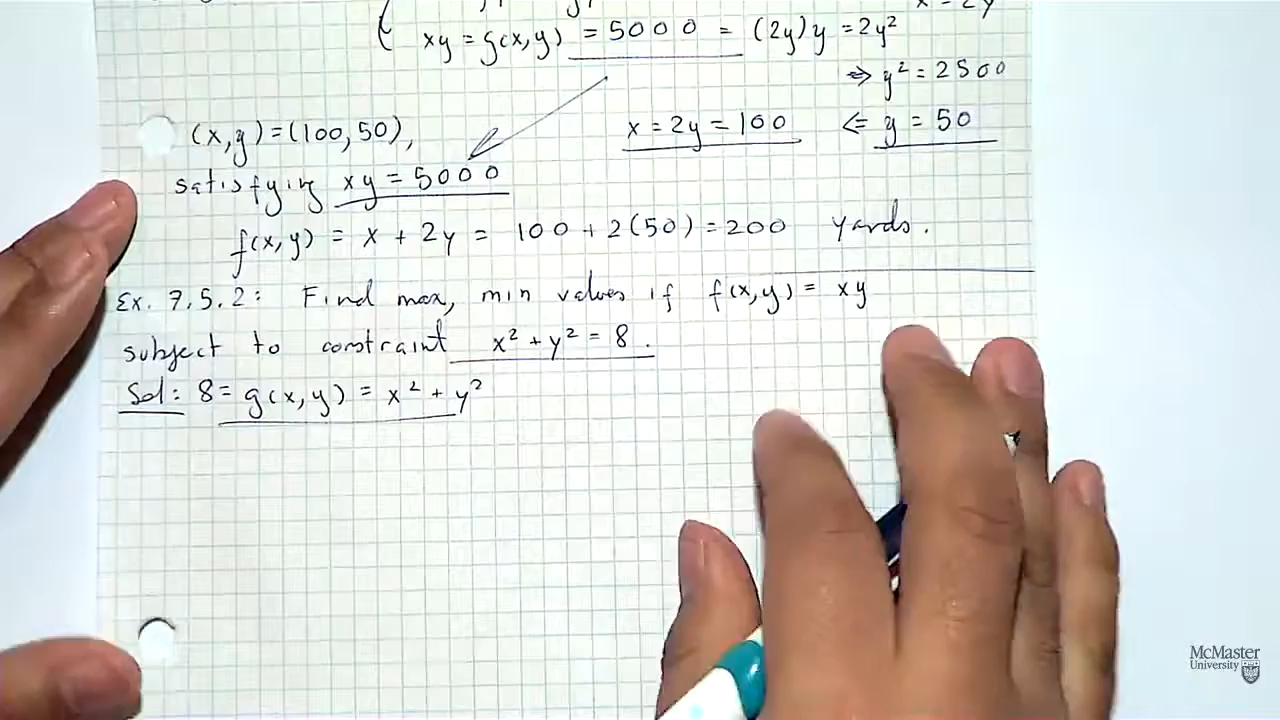 x = 2y
xy = g(x,y) = 5000 = (2y)y = 2y²
⇒ y² = 2500
(x,y)=(100,50), x = 2y = 100 ⇐ y = 50
satisfying xy = 5000
f(x,y) = x + 2y = 100 + 2(50) = 200 yards.
Ex. 7.5.2: Find max, min values if f(x,y) = xy
subject to constraint x² + y² = 8.
Sol: 8 = g(x,y) = x² + y²
McMaster
University